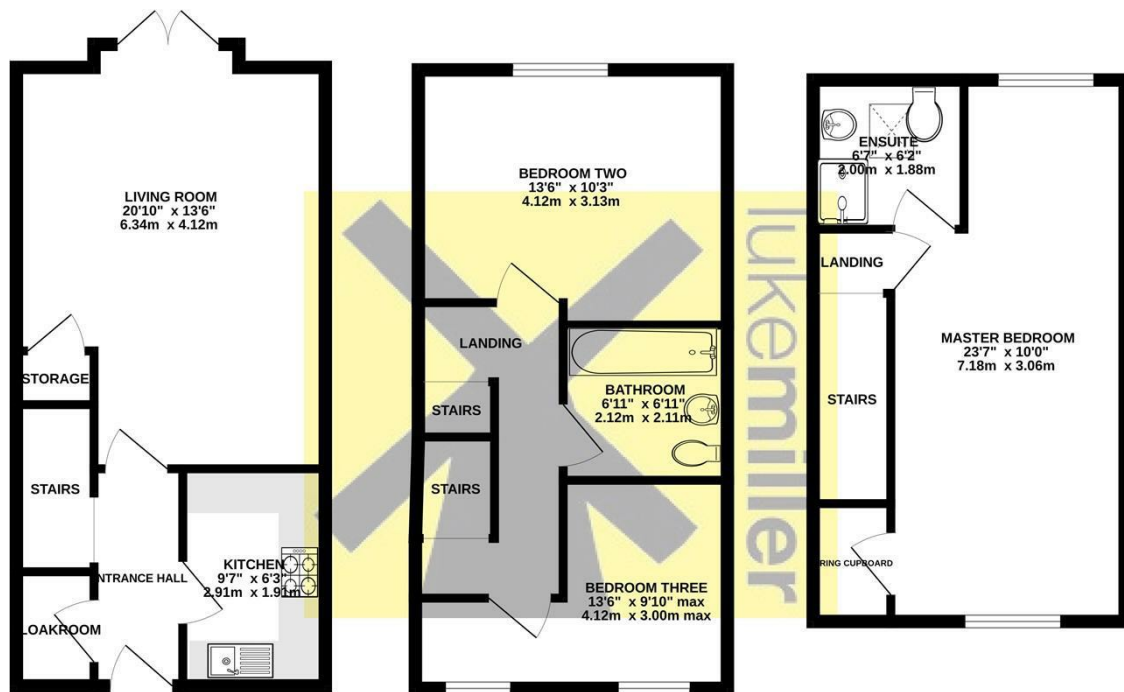 LIVING ROOM
20'10" x 13'6"
6.34m x 4.12m
STORAGE
STAIRS
NTRANCE HALL
LOAKROOM
KITCHEN
9'7" x 6'3"
2.91m x 1.91m
BEDROOM TWO
13'6" x 10'3"
4.12m x 3.13m
LANDING
STAIRS
BATHROOM
6'11" x 6'11"
2.12m x 2.11m
STAIRS
BEDROOM THREE
13'6" x 9'10" max
4.12m x 3.00m max
lukemiller
ENSUITE
6'7" x 6'2"
2.00m x 1.88m
LANDING
MASTER BEDROOM
23'7" x 10'0"
7.18m x 3.06m
STAIRS
RING CUPBOARD